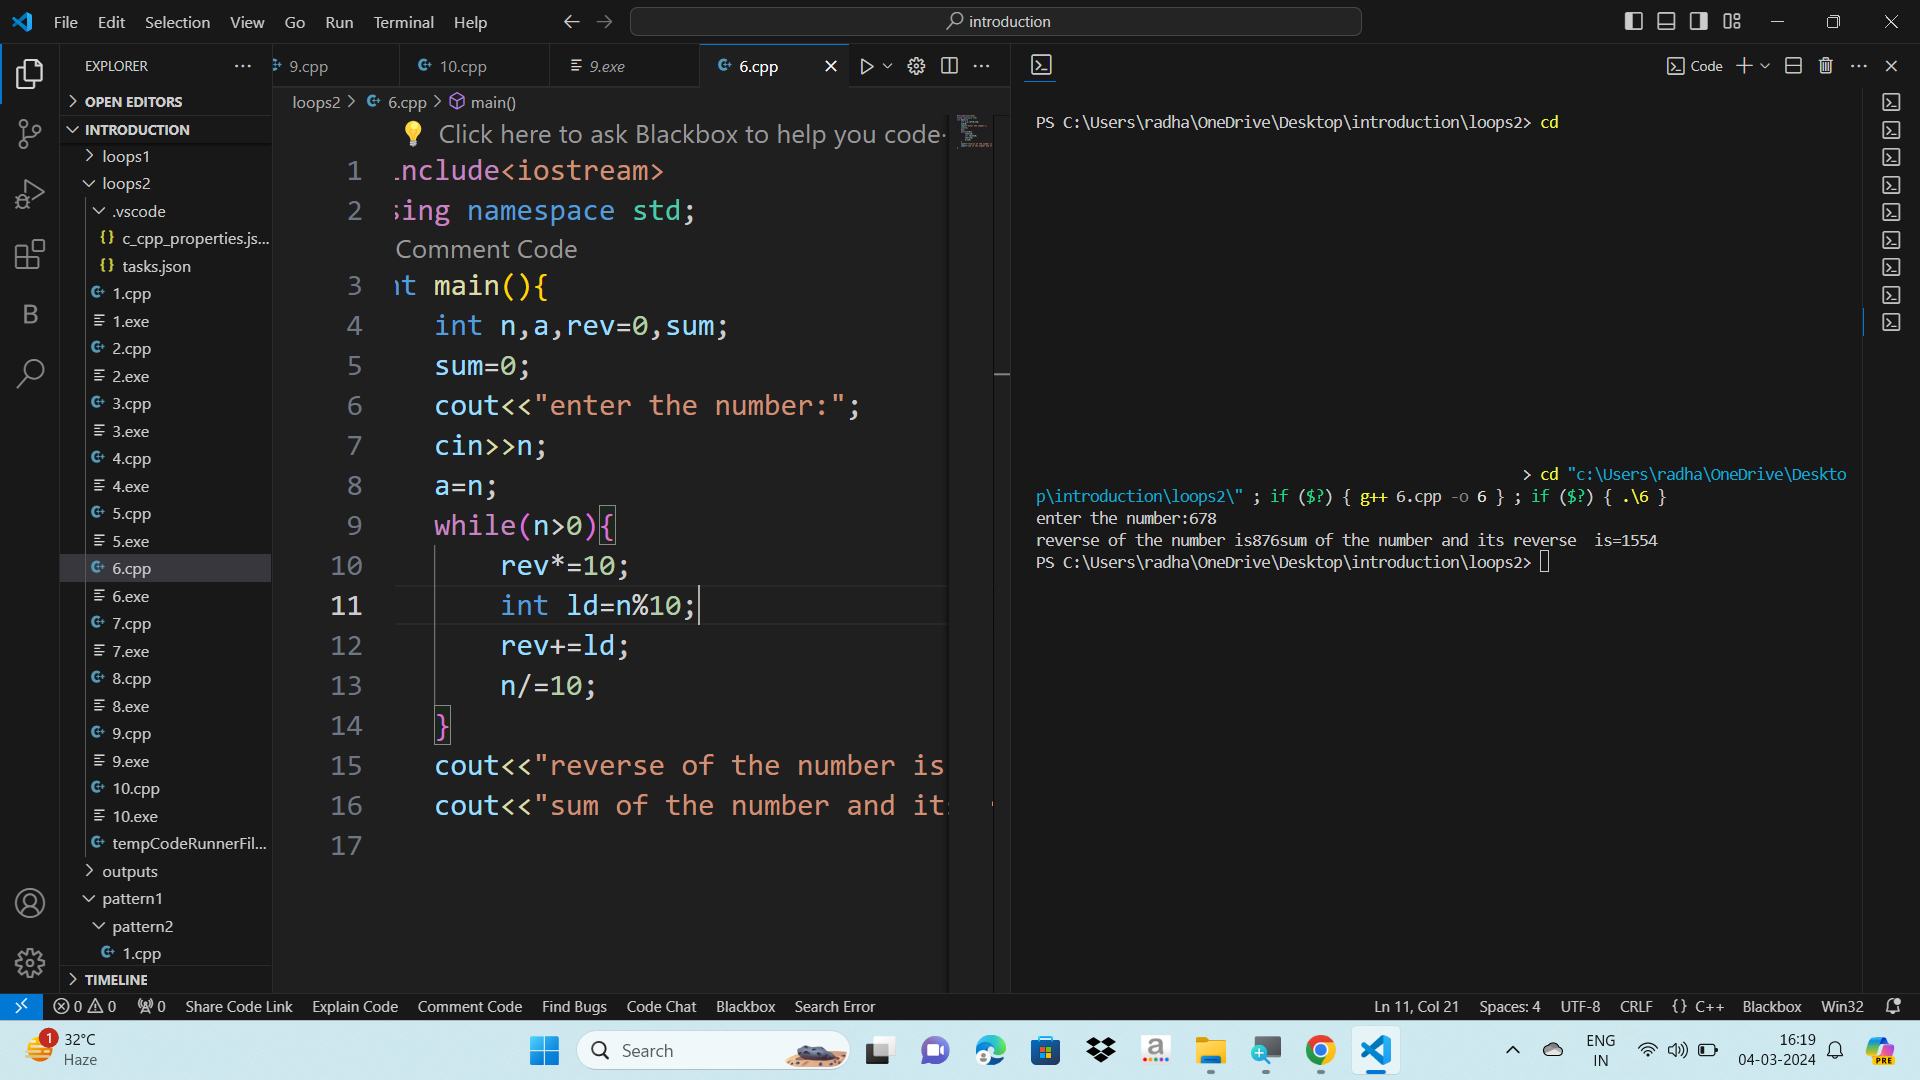 File Edit Selection View Go Run Terminal Help
introduction
EXPLORER
9.cpp
10.cpp
9.exe
6.cpp
Code
OPEN EDITORS
INTRODUCTION
loops1
loops2
.vscode
c_cpp_properties.js...
tasks.json
1.cpp
1.exe
2.cpp
2.exe
3.cpp
3.exe
4.cpp
4.exe
5.cpp
5.exe
6.cpp
6.exe
7.cpp
7.exe
8.cpp
8.exe
9.cpp
9.exe
10.cpp
10.exe
tempCodeRunnerFil...
outputs
pattern1
pattern2
1.cpp
TIMELINE
loops2 > 6.cpp > main()
Click here to ask Blackbox to help you code
1 include<iostream>
2 sing namespace std;
Comment Code
3 nt main(){
4 int n,a,rev=0,sum;
5 sum=0;
6 cout<<"enter the number:";
7 cin>>n;
8 a=n;
9 while(n>0){
10 rev*=10;
11 int ld=n%10;
12 rev+=ld;
13 n/=10;
14 }
15 cout<<"reverse of the number is
16 cout<<"sum of the number and its
17
PS C:\Users\radha\OneDrive\Desktop\introduction\loops2> cd
> cd "c:\Users\radha\OneDrive\Deskto
p\introduction\loops2\" ; if ($?) { g++ 6.cpp -o 6 } ; if ($?) { .\6 }
enter the number:678
reverse of the number is876sum of the number and its reverse  is=1554
PS C:\Users\radha\OneDrive\Desktop\introduction\loops2>
0 0 0 Share Code Link Explain Code Comment Code Find Bugs Code Chat Blackbox Search Error
Ln 11, Col 21 Spaces: 4 UTF-8 CRLF {} C++ Blackbox Win32
1
32°C
Haze
Search
a
ENG
IN
16:19
04-03-2024
PRE